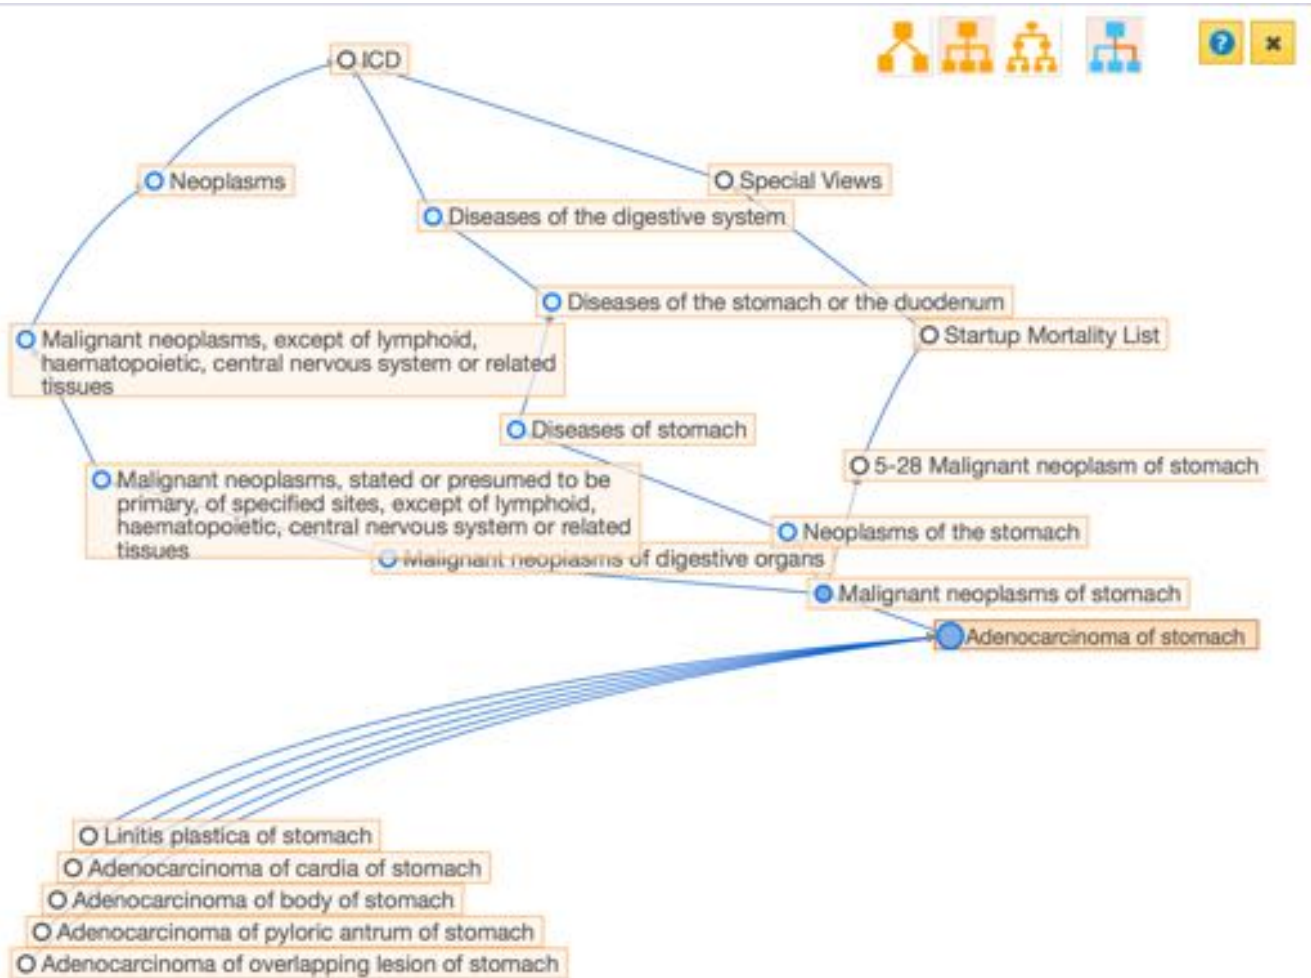 ICD
Neoplasms
Special Views
Diseases of the digestive system
Diseases of the stomach or the duodenum
Malignant neoplasms, except of lymphoid,
haematopoietic, central nervous system or related
tissues
Startup Mortality List
Diseases of stomach
5-28 Malignant neoplasm of stomach
Malignant neoplasms, stated or presumed to be
primary, of specified sites, except of lymphoid,
haematopoietic, central nervous system or related
tissues
Neoplasms of the stomach
Malignant neoplasms of digestive organs
Malignant neoplasms of stomach
Adenocarcinoma of stomach
Linitis plastica of stomach
Adenocarcinoma of cardia of stomach
Adenocarcinoma of body of stomach
Adenocarcinoma of pyloric antrum of stomach
Adenocarcinoma of overlapping lesion of stomach